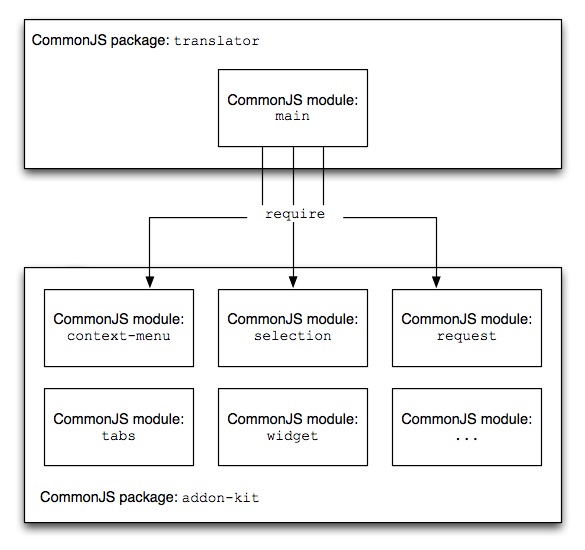 CommonJS package: translator
CommonJS module:
main
require
CommonJS module:
context-menu
CommonJS module:
selection
CommonJS module:
request
CommonJS module:
tabs
CommonJS module:
widget
CommonJS module:
...
CommonJS package: addon-kit